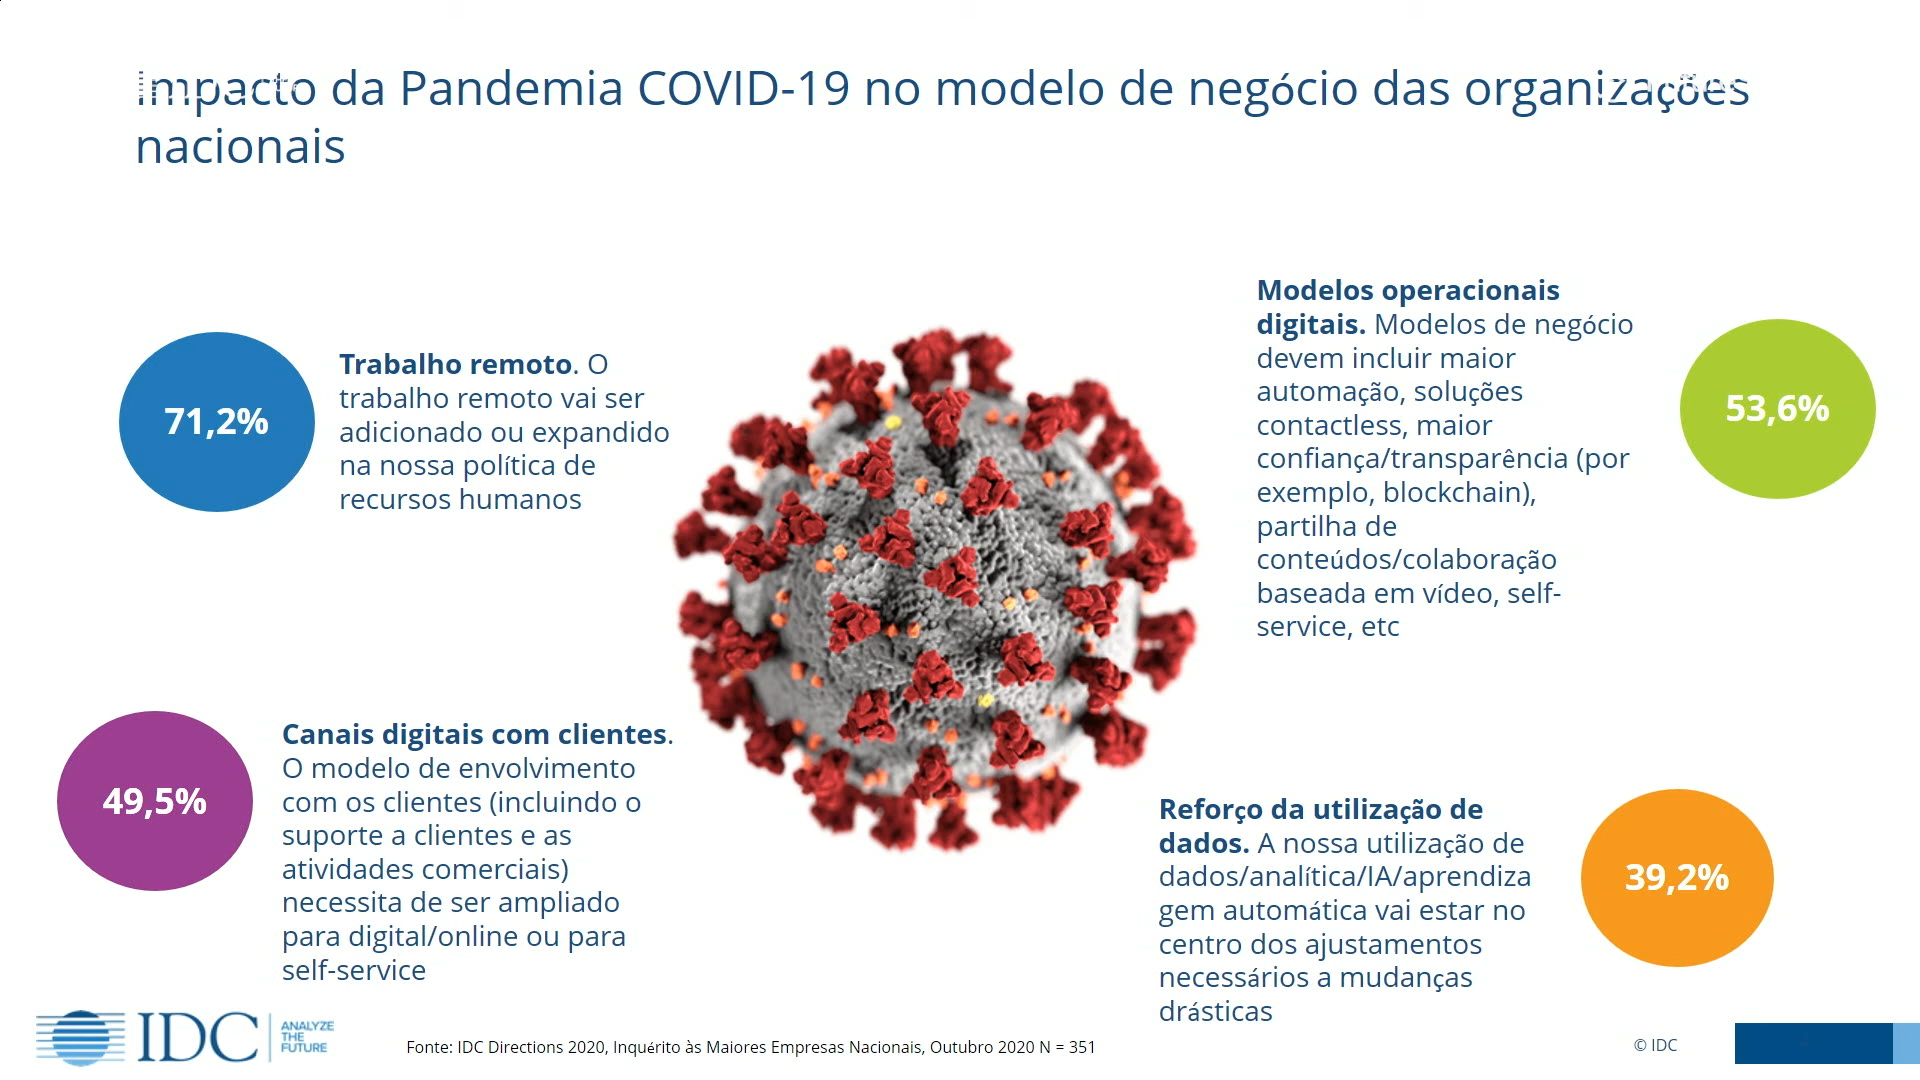 Impacto da Pandemia COVID-19 no modelo de negócio das organizações
nacionais
71,2%
Trabalho remoto. O
trabalho remoto vai ser
adicionado ou expandido
na nossa política de
recursos humanos
Modelos operacionais
digitais. Modelos de negócio
devem incluir maior
automação, soluções
contactless, maior
confiança/transparência (por
exemplo, blockchain),
partilha de
conteúdos/colaboração
baseada em vídeo, self-
service, etc
53,6%
49,5%
Canais digitais com clientes.
O modelo de envolvimento
com os clientes (incluindo o
suporte a clientes e as
atividades comerciais)
necessita de ser ampliado
para digital/online ou para
self-service
Reforço da utilização de
dados. A nossa utilização de
dados/analítica/IA/aprendiza
gem automática vai estar no
centro dos ajustamentos
necessários a mudanças
drásticas
39,2%
IDC
ANALYZE
THE
FUTURE
Fonte: IDC Directions 2020, Inquérito às Maiores Empresas Nacionais, Outubro 2020 N = 351
© IDC